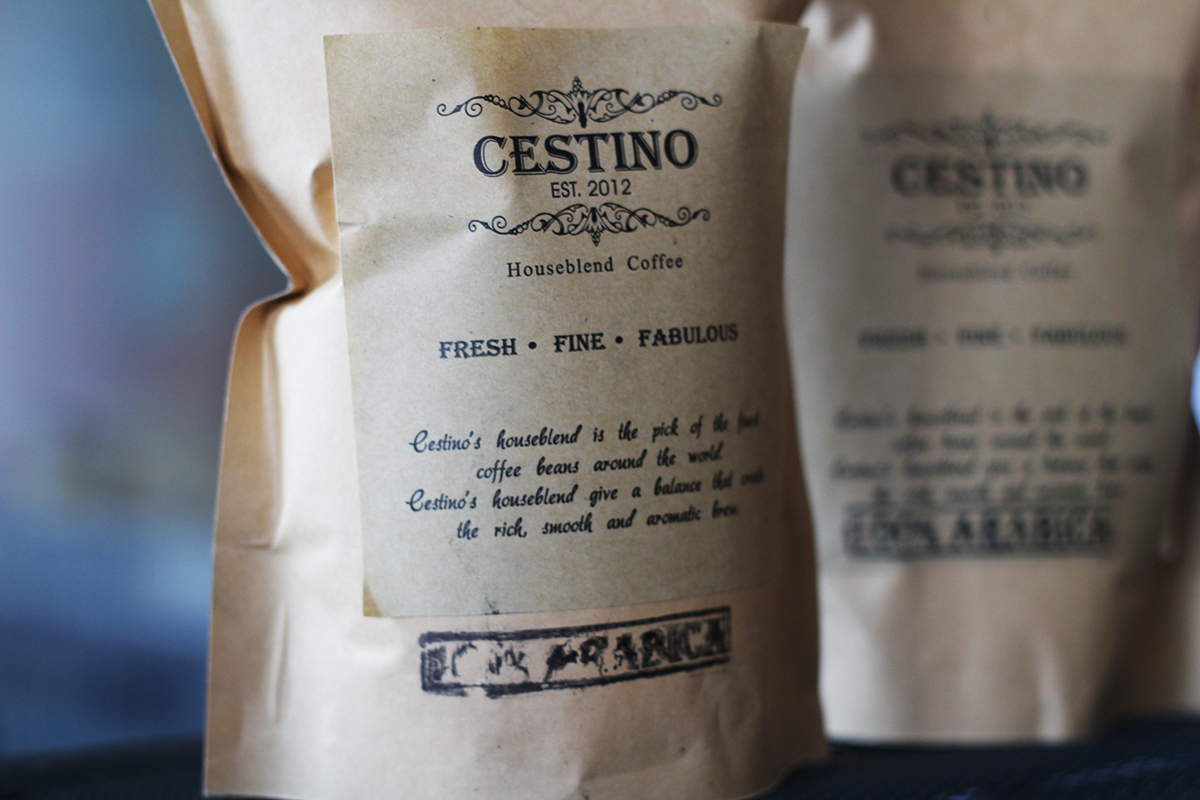 CESTINO
EST. 2012
Houseblend Coffee
FRESH • FINE • FABULOUS
Cestino's houseblend is the pick of the finest
coffee beans around the world.
Cestino's houseblend give a balance that create
the rich, smooth and aromatic brew.
100% ARABICA
CESTINO
Houseblend Coffee
FRESH • FINE • FABULOUS
100% ARABICA